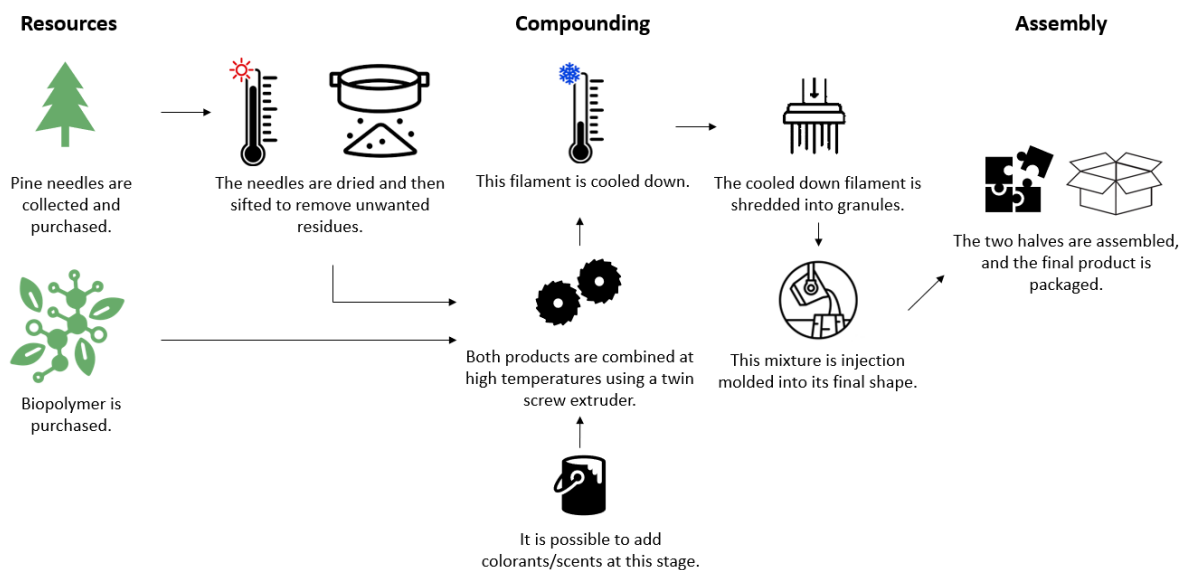 Resources
Compounding
Assembly
Pine needles are
collected and
purchased.
The needles are dried and then
sifted to remove unwanted
residues.
This filament is cooled down.
The cooled down filament is
shredded into granules.
The two halves are assembled,
and the final product is
packaged.
Biopolymer is
purchased.
Both products are combined at
high temperatures using a twin
screw extruder.
This mixture is injection
molded into its final shape.
It is possible to add
colorants/scents at this stage.